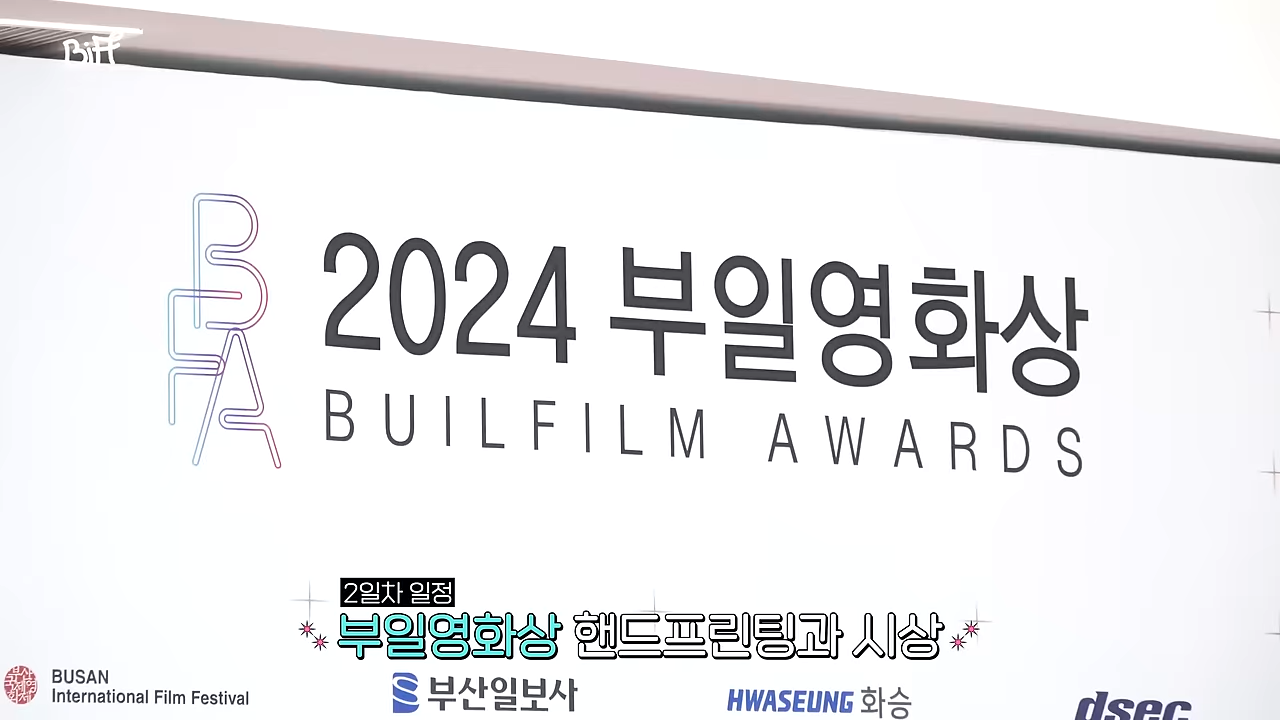 Biff
2024 부일영화상
BUILFILM AWARDS
2일차 일정
부일영화상 핸드프린팅과 시상
BUSAN
International Film Festival
부산일보사
HWASEUNG 화승
dsec